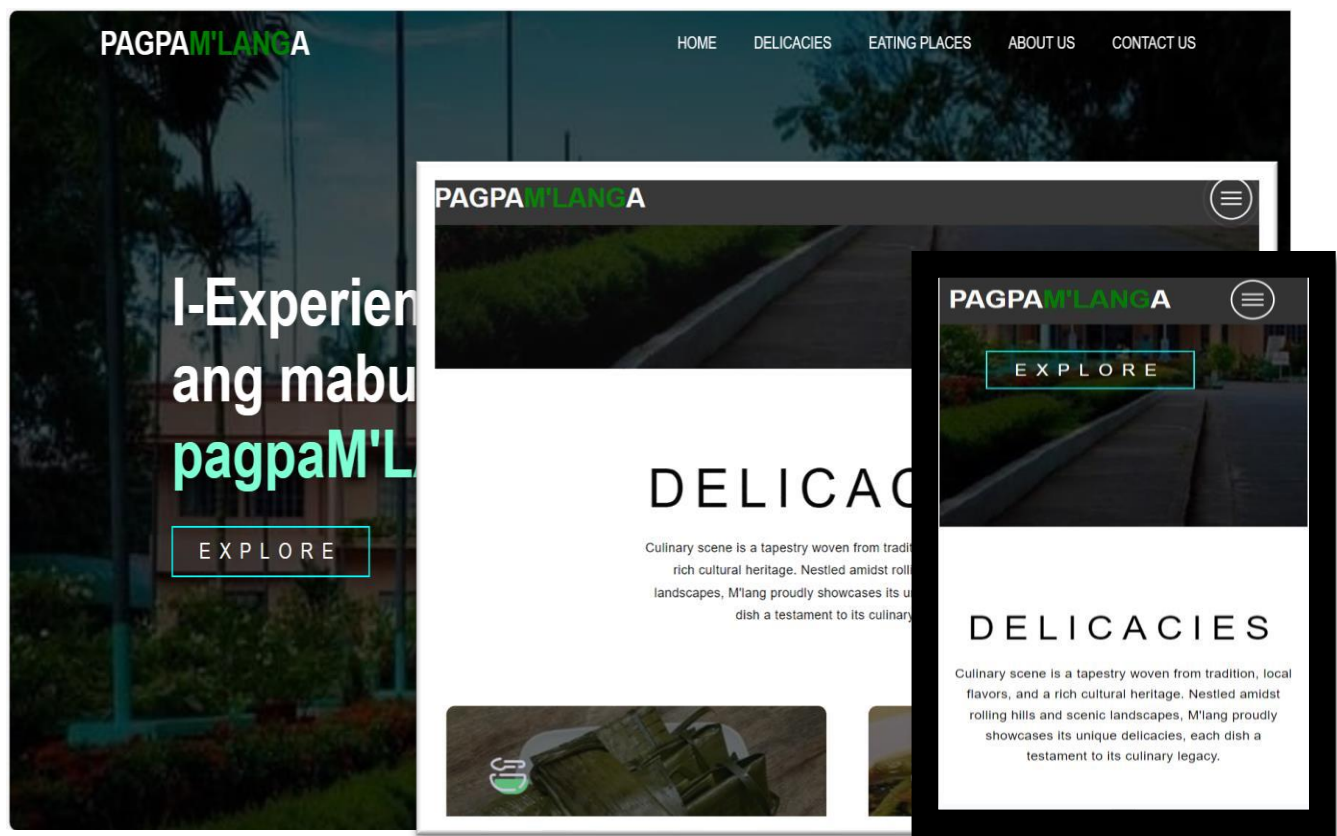 PAGPAM'LANGA
HOME DELICACIES EATING PLACES ABOUT US CONTACT US
I-Experien
ang mabu
pagpaM'L
EXPLORE
PAGPAM'LANGA
DELICAC
Culinary scene is a tapestry woven from tradit
rich cultural heritage. Nestled amidst rolli
landscapes, M'lang proudly showcases its u
dish a testament to its culinary
PAGPAM'LANGA
EXPLORE
DELICACIES
Culinary scene is a tapestry woven from tradition, local
flavors, and a rich cultural heritage. Nestled amidst
rolling hills and scenic landscapes, M'lang proudly
showcases its unique delicacies, each dish a
testament to its culinary legacy.